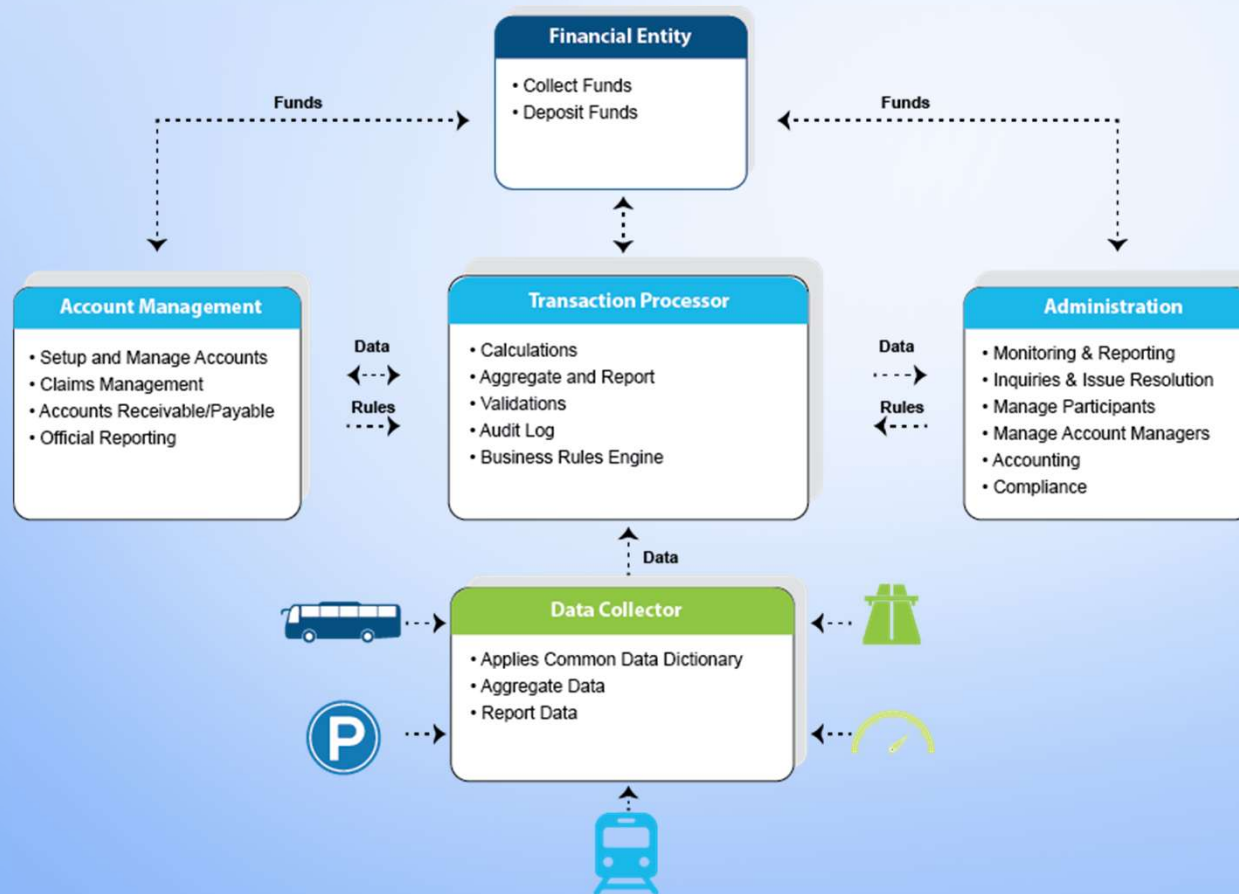 Financial Entity
• Collect Funds
• Deposit Funds
Funds
Funds
Account Management
• Setup and Manage Accounts
• Claims Management
• Accounts Receivable/Payable
• Official Reporting
Data
Rules
Transaction Processor
• Calculations
• Aggregate and Report
• Validations
• Audit Log
• Business Rules Engine
Data
Rules
Administration
• Monitoring & Reporting
• Inquiries & Issue Resolution
• Manage Participants
• Manage Account Managers
• Accounting
• Compliance
Data
Data Collector
• Applies Common Data Dictionary
• Aggregate Data
• Report Data
P